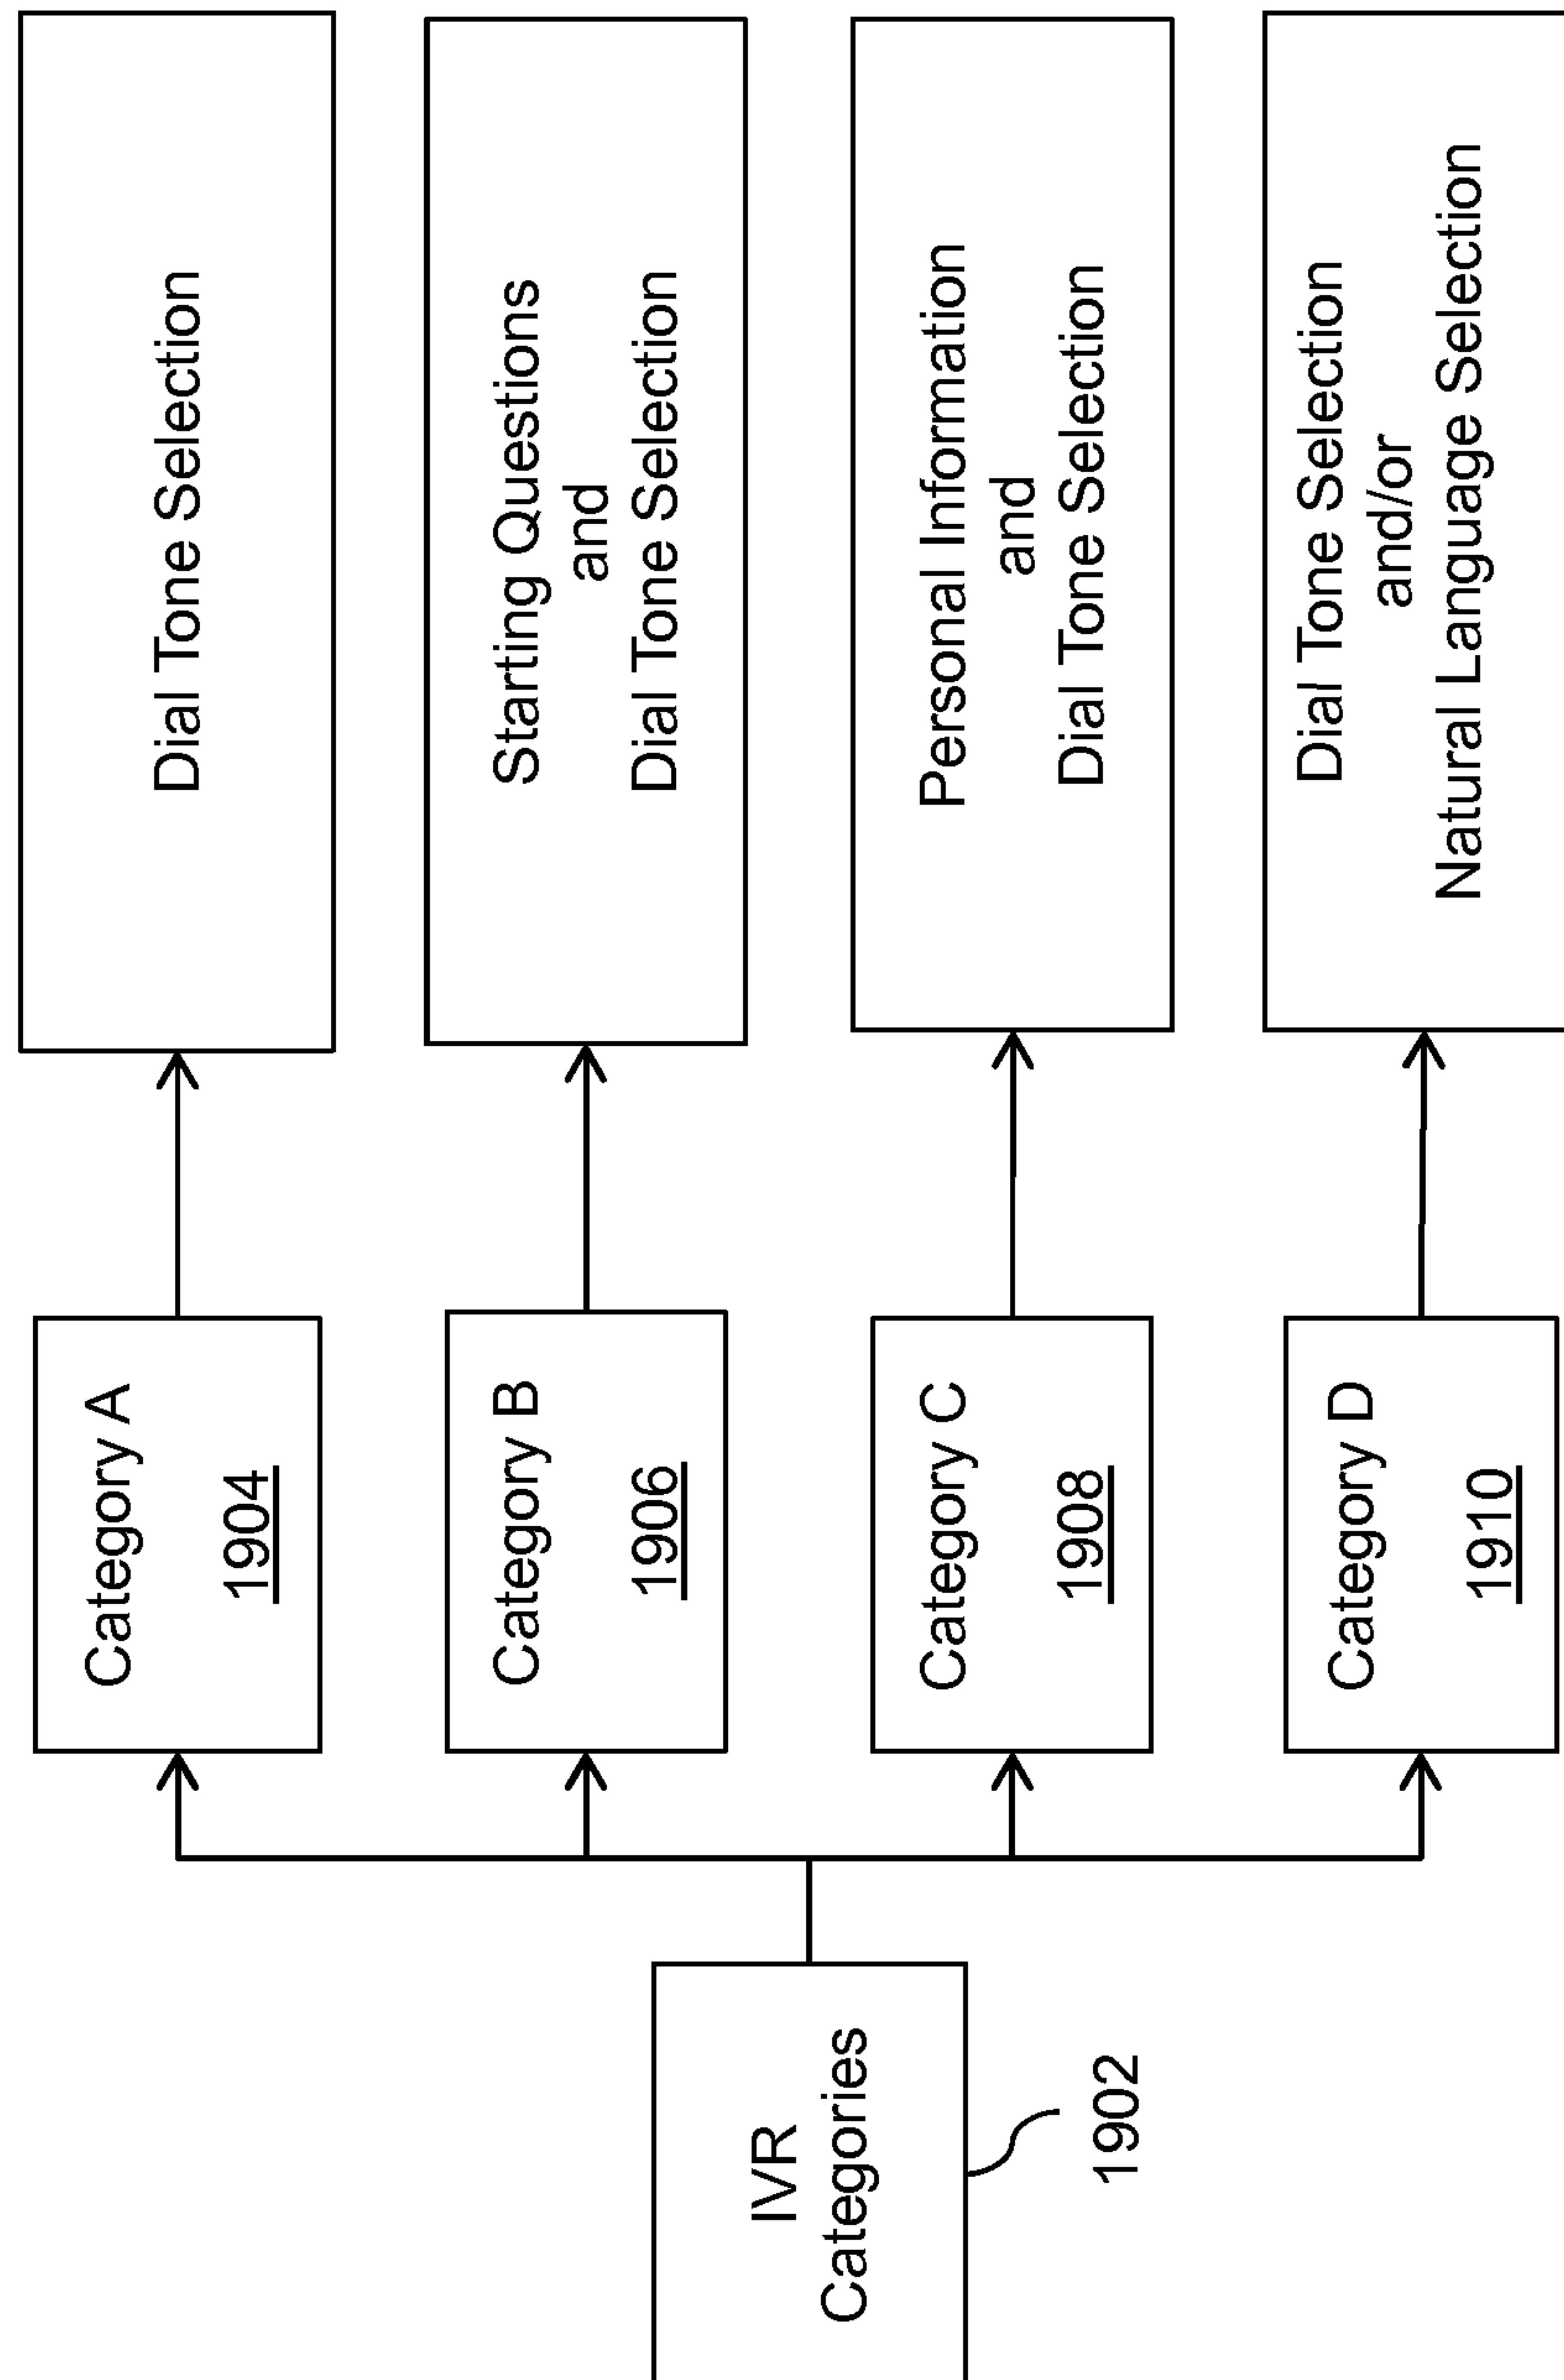 IVR
Categories
1902
Category A
1904
Dial Tone Selection
Category B
1906
Starting Questions
and
Dial Tone Selection
Category C
1908
Personal Information
and
Dial Tone Selection
Category D
1910
Dial Tone Selection
and/or
Natural Language Selection